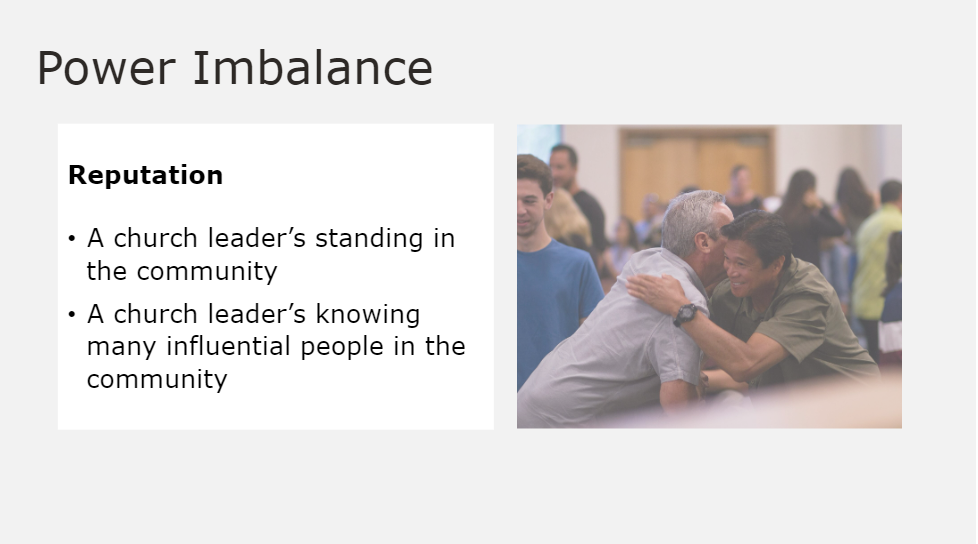 Power Imbalance
Reputation
• A church leader’s standing in
the community
• A church leader’s knowing
many influential people in the
community